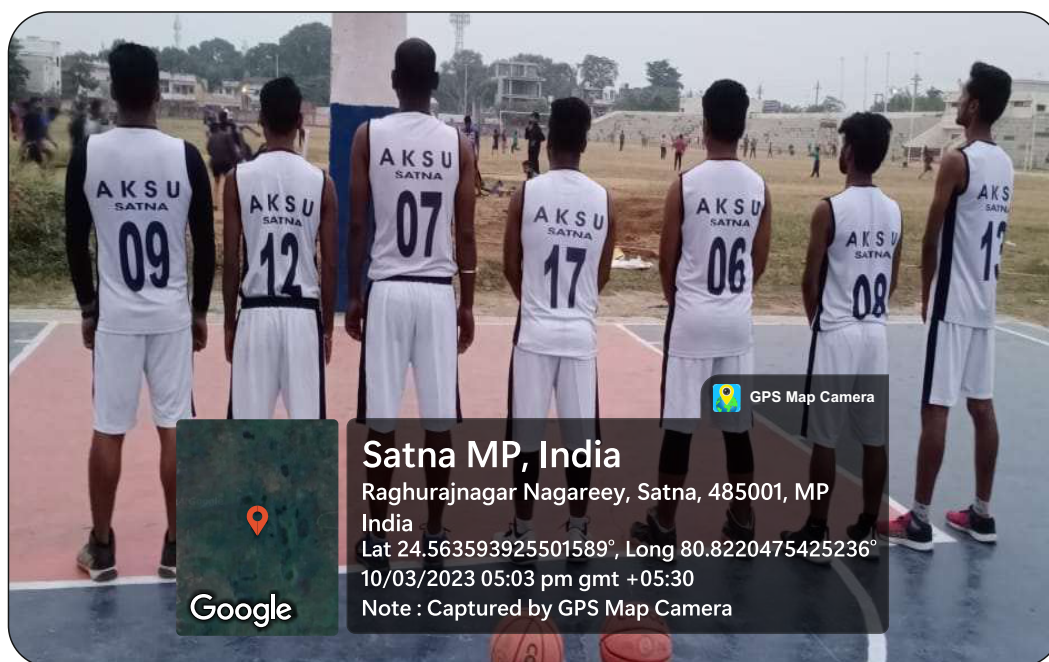 AKSU
SATNA
09
AKSU
SATNA
12
AKSU
SATNA
07
AKSU
SATNA
17
AKSU
SATNA
06
AKSU
SATNA
08
AKS
SATNA
13
GPS Map Camera
Satna MP, India
Raghurajnagar Nagareey, Satna, 485001, MP
India
Lat 24.563593925501589°, Long 80.8220475425236°
10/03/2023 05:03 pm gmt +05:30
Note : Captured by GPS Map Camera
Google